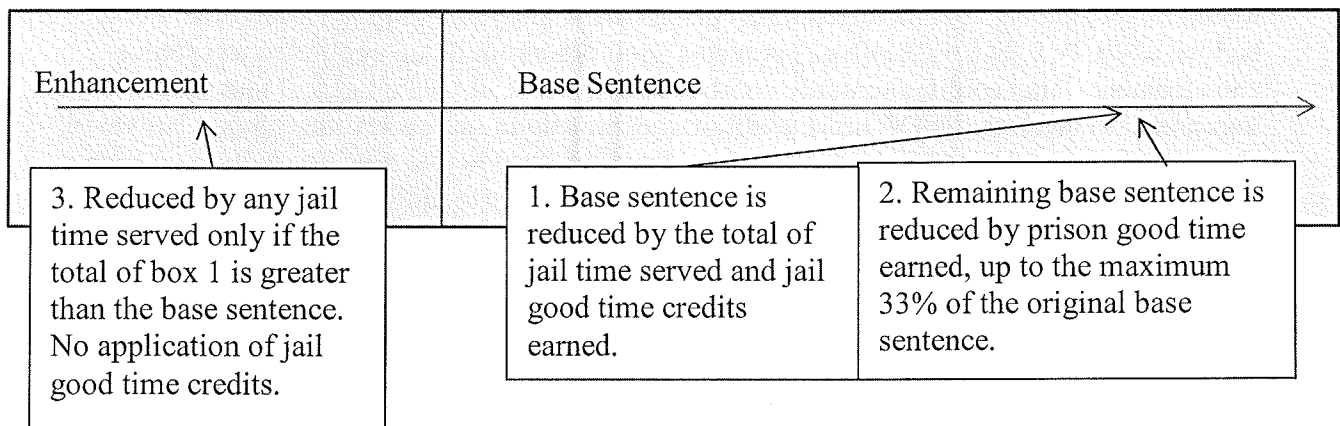 Enhancement
Base Sentence
3. Reduced by any jail
time served only if the
total of box 1 is greater
than the base sentence.
No application of jail
good time credits.
1. Base sentence is
reduced by the total of
jail time served and jail
good time credits
earned.
2. Remaining base sentence is
reduced by prison good time
earned, up to the maximum
33% of the original base
sentence.